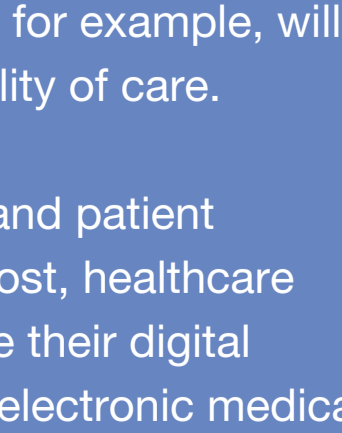 for example, will
lity of care.
and patient
ost, healthcare
e their digital
electronic medica